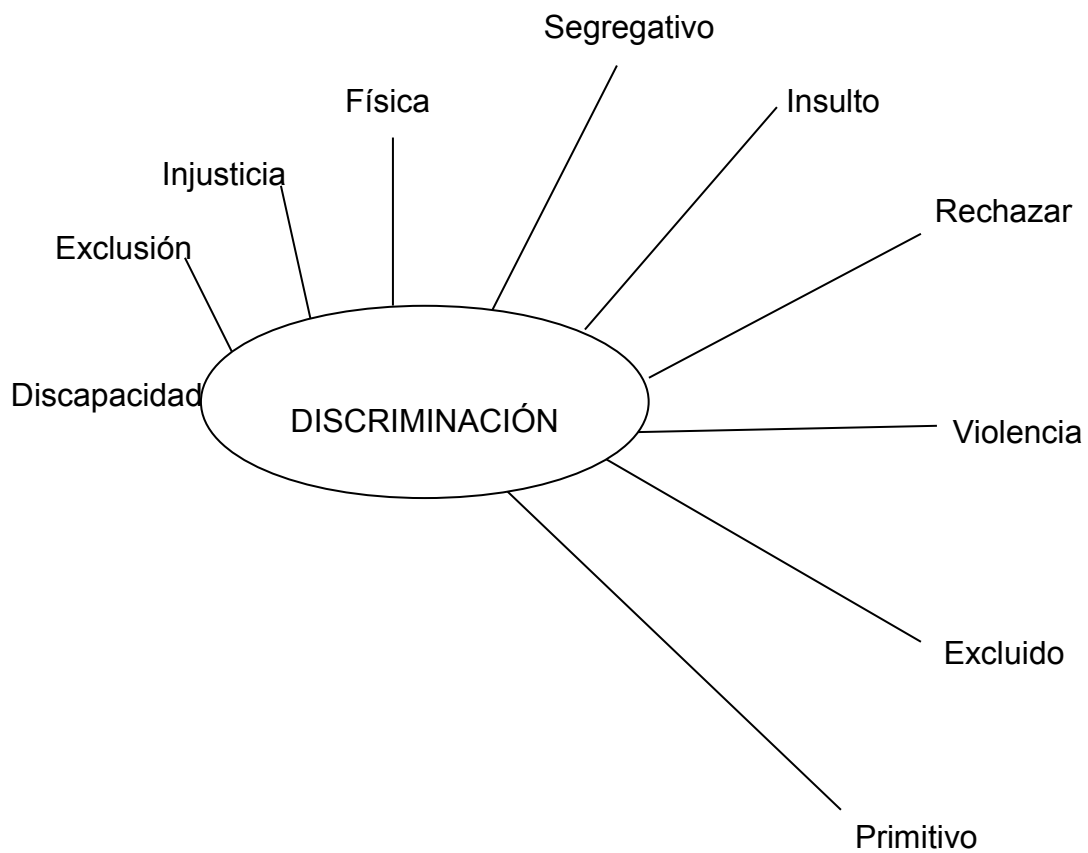 Segregativo
Física
Insulto
Injusticia
Rechazar
Exclusión
Discapacidad
DISCRIMINACIÓN
Violencia
Excluido
Primitivo